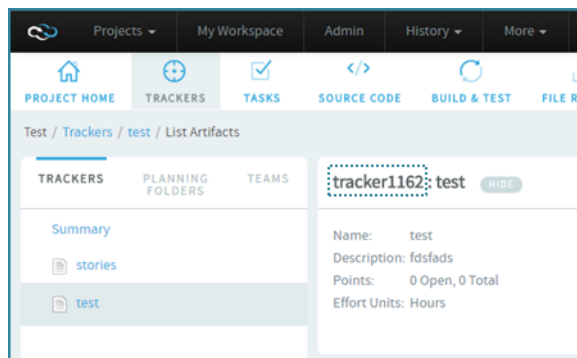 Projects My Workspace Admin History More
PROJECT HOME TRACKERS TASKS SOURCE CODE BUILD & TEST FILE R
Test / Trackers / test / List Artifacts
TRACKERS PLANNING FOLDERS TEAMS
tracker1162: test HIDE
Summary
stories
test
Name: test
Description: fdsfads
Points: 0 Open, 0 Total
Effort Units: Hours